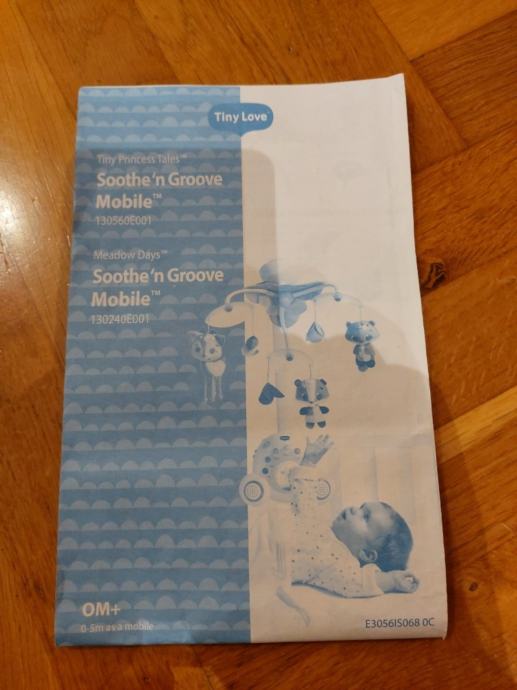 Tiny Love
Tiny Princess Tales™
Soothe'n Groove
Mobile™
130560E001
Meadow Days™
Soothe'n Groove
Mobile™
130240E001
0M+
0-5m as a mobile
E3056IS068 0C